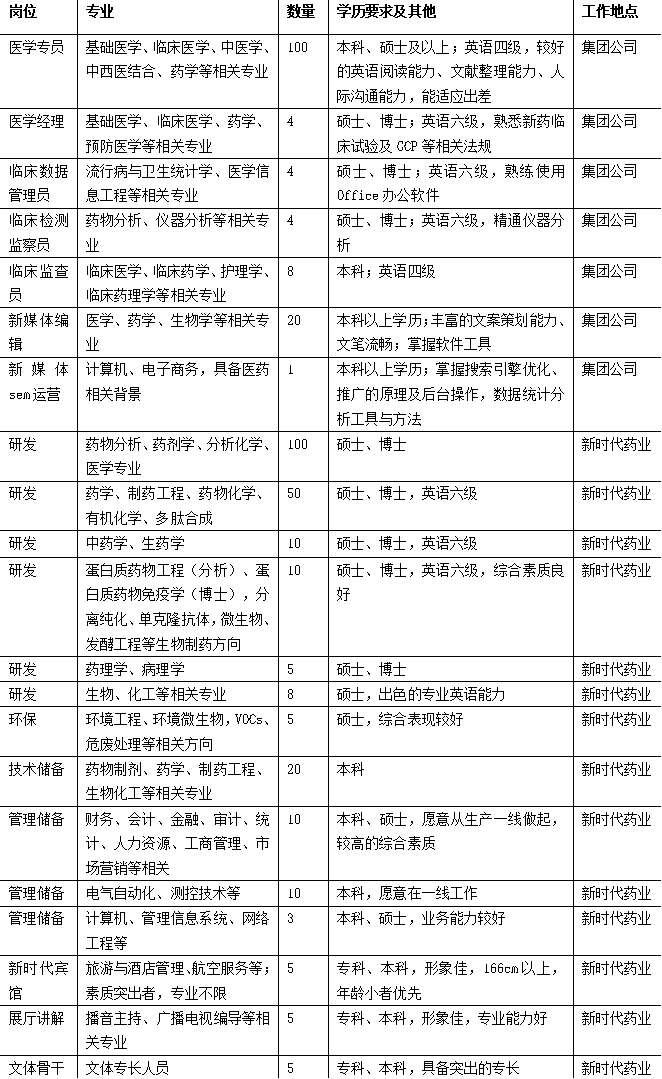 岗位 专业 数量 学历要求及其他 工作地点
医学专员 基础医学、临床医学、中医学、 100 本科、硕士及以上；英语四级，较好 集团公司
中西医结合、药学等相关专业 的英语阅读能力、文献整理能力、人
际沟通能力，能适应出差
医学经理 基础医学、临床医学、药学、 4 硕士、博士；英语六级，熟悉新药临 集团公司
预防医学等相关专业 床试验及GCP等相关法规
临床数据 流行病与卫生统计学、医学信 4 硕士、博士；英语六级，熟练使用 集团公司
管理员 息工程等相关专业 Office办公软件
临床检测 药物分析、仪器分析等相关专 4 硕士、博士；英语六级，精通仪器分 集团公司
监察员 业 析
临床监查 临床医学、临床药学、护理学、 8 本科；英语四级 集团公司
员 临床药理学等相关专业
新媒体编 医学、药学、生物学等相关专 20 本科以上学历；丰富的文案策划能力、 集团公司
辑 业 文笔流畅；掌握软件工具
新媒体 计算机、电子商务，具备医药 1 本科以上学历；掌握搜索引擎优化、 集团公司
sem运营 相关背景 推广的原理及后台操作，数据统计分
析工具与方法
研发 药物分析、药剂学、分析化学、 100 硕士、博士 新时代药业
医学专业
研发 药学、制药工程、药物化学、 50 硕士、博士，英语六级 新时代药业
有机化学、多肽合成
研发 中药学、生药学 10 硕士、博士，英语六级 新时代药业
研发 蛋白质药物工程（分析）、蛋 10 硕士、博士，英语六级，综合素质良 新时代药业
白质药物免疫学（博士），分 好
离纯化、单克隆抗体，微生物、
发酵工程等生物制药方向
研发 药理学、病理学 5 硕士、博士 新时代药业
研发 生物、化工等相关专业 8 硕士，出色的专业英语能力 新时代药业
环保 环境工程、环境微生物，VOCs、 5 硕士，综合表现较好 新时代药业
危废处理等相关方向
技术储备 药物制剂、药学、制药工程、 20 本科 新时代药业
生物化工等相关专业
管理储备 财务、会计、金融、审计、统 10 本科、硕士，愿意从生产一线做起， 新时代药业
计、人力资源、工商管理、市 较高的综合素质
场营销等相关
管理储备 电气自动化、测控技术等 10 本科，愿意在一线工作 新时代药业
管理储备 计算机、管理信息系统、网络 3 本科、硕士，业务能力较好 新时代药业
工程等
新时代宾 旅游与酒店管理、航空服务等； 5 专科、本科，形象佳，166cm以上， 新时代药业
馆 素质突出者，专业不限 年龄小者优先
展厅讲解 播音主持、广播电视编导等相 5 专科、本科，形象佳，专业能力好 新时代药业
关专业
文体骨干 文体专长人员 5 专科、本科，具备突出的专长 新时代药业